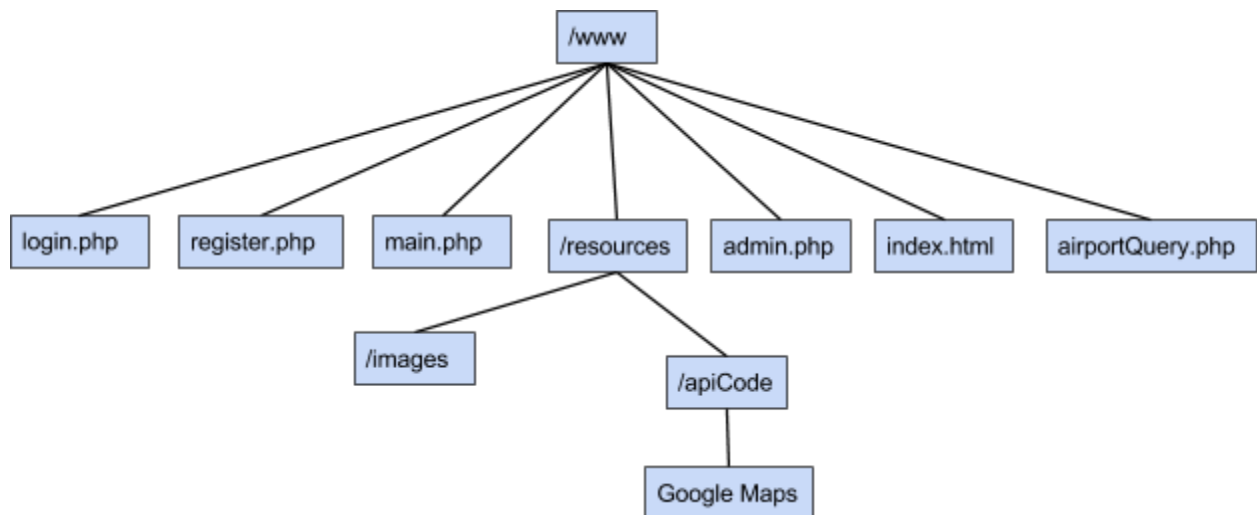 /www
login.php
register.php
main.php
/resources
admin.php
index.html
airportQuery.php
/images
/apiCode
Google Maps